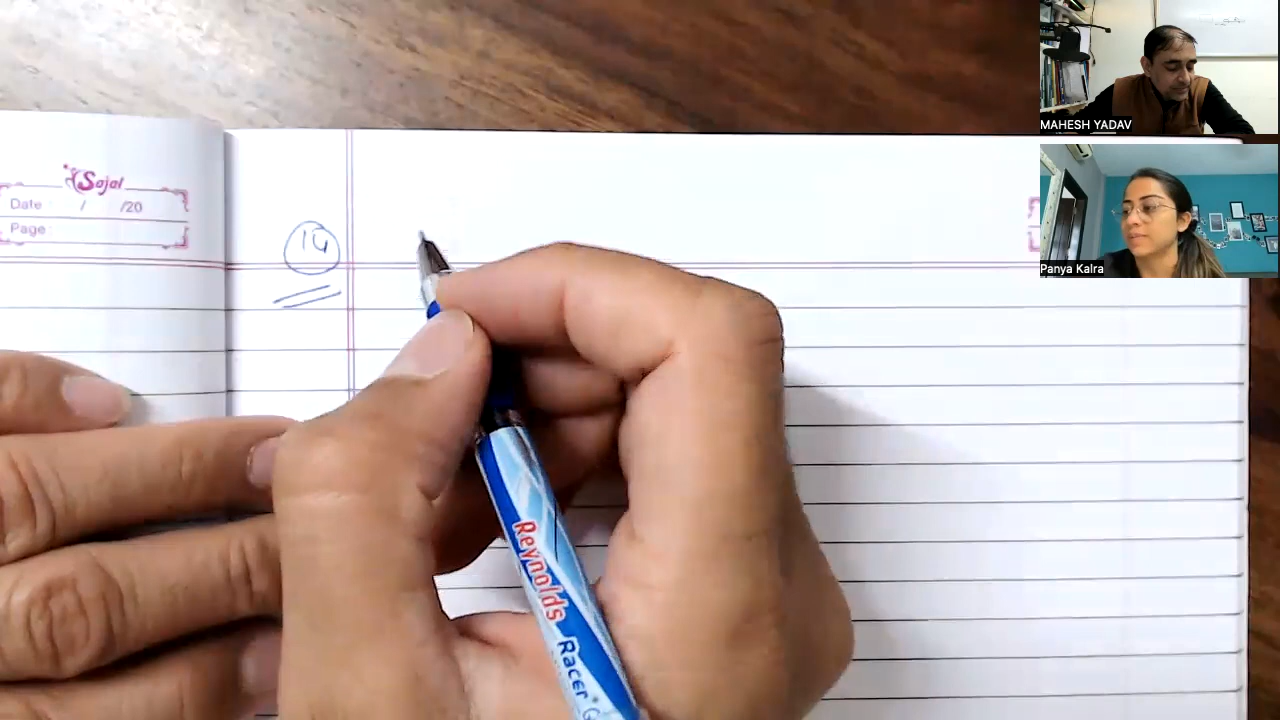 MAHESH YADAV
Panya Kalra
Sajal
Date / /20
Page:
14
Reynolds Racer